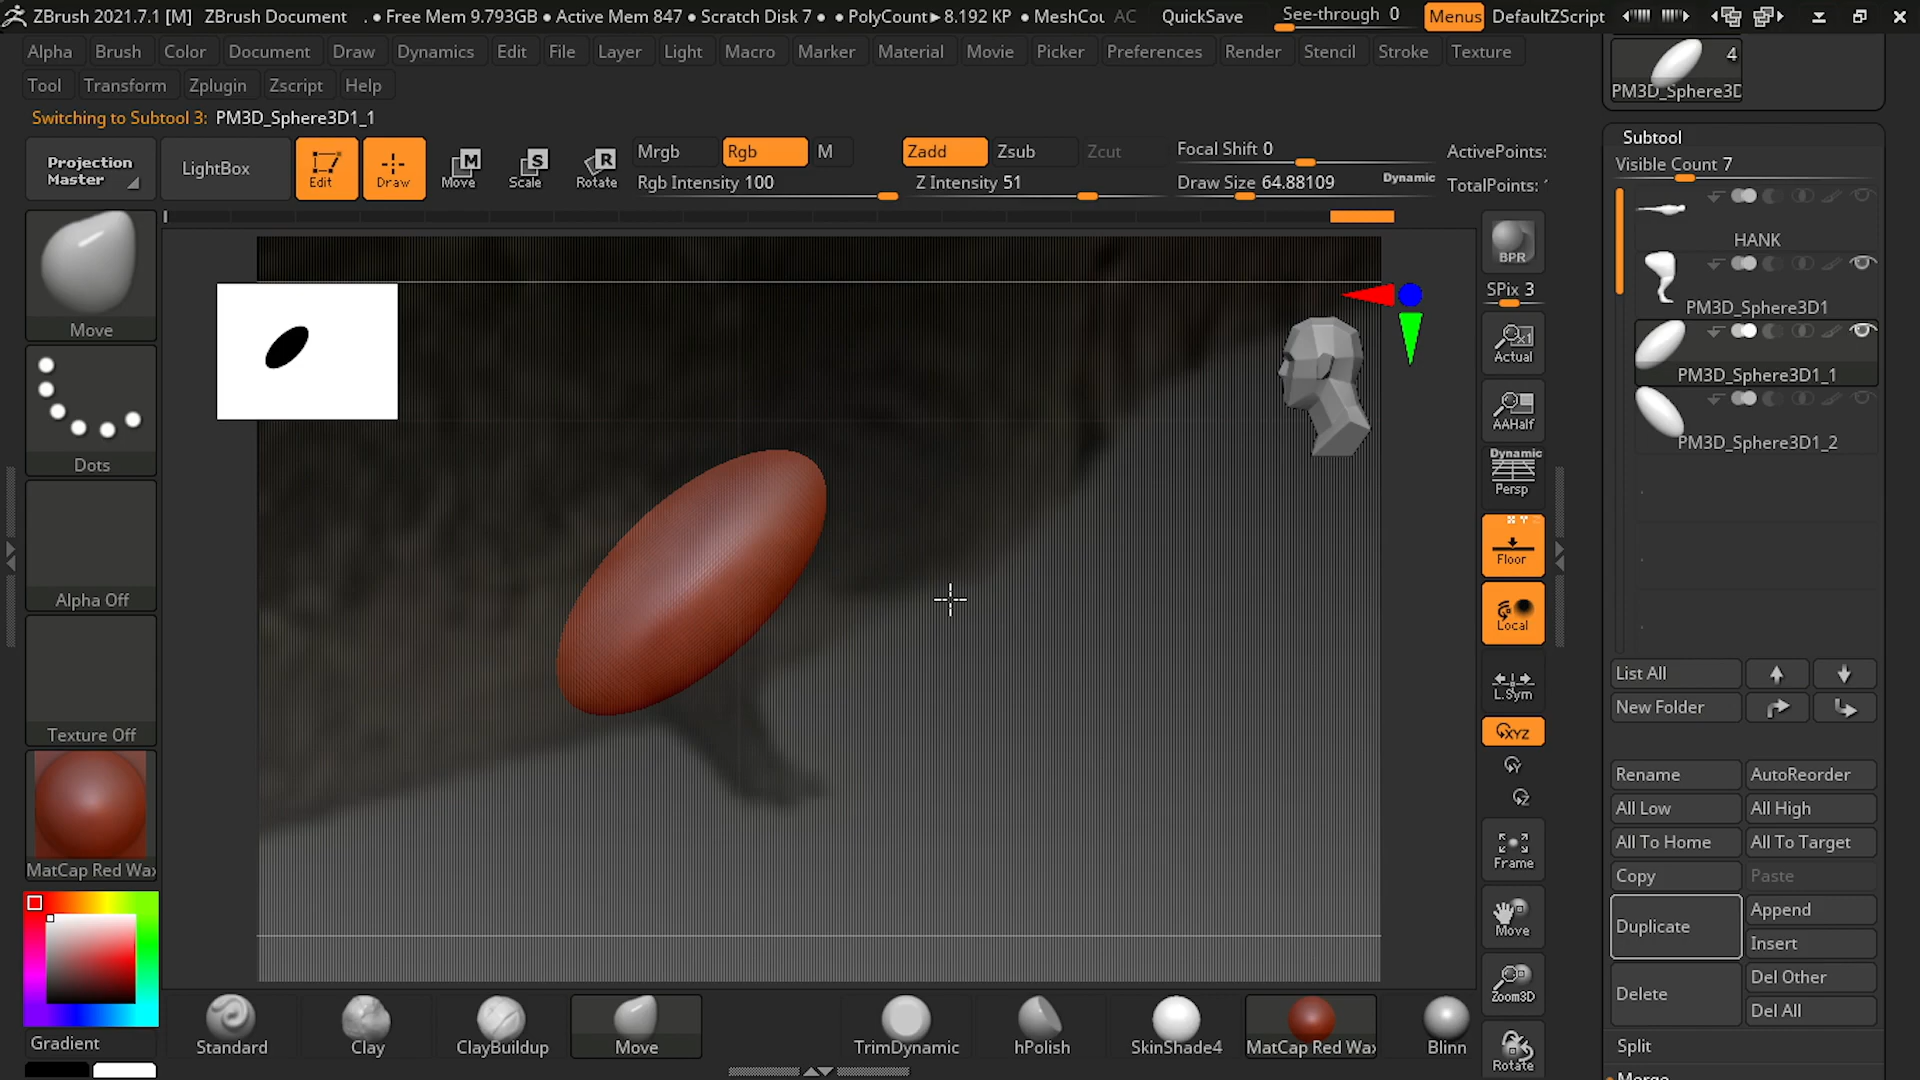 ZBrush 2021.7.1 [M] ZBrush Document . • Free Mem 9.793GB • Active Mem 847 • Scratch Disk 7 • • PolyCount► 8.192 KP • MeshCou AC QuickSave See-through 0 Menus DefaultZScript
Alpha Brush Color Document Draw Dynamics Edit File Layer Light Macro Marker Material Movie Picker Preferences Render Stencil Stroke Texture
Tool Transform Zplugin Zscript Help
Switching to Subtool 3: PM3D_Sphere3D1_1
Projection Master
LightBox
Edit
Draw
Move
Scale
Rotate
Mrgb Rgb M
Rgb Intensity 100
Zadd Zsub Zcut
Z Intensity 51
Focal Shift 0
Draw Size 64.88109
Dynamic
ActivePoints:
TotalPoints:
Move
Dots
Alpha Off
Texture Off
MatCap Red Wax
Gradient
Standard
Clay
ClayBuildup
Move
TrimDynamic
hPolish
SkinShade4
MatCap Red Wax
Blinn
BPR
SPix 3
Actual
AAHalf
Dynamic
Persp
Floor
Local
L.Sym
XYZ
Y
Z
Frame
Move
Zoom3D
Rotate
4
PM3D_Sphere3D
Subtool
Visible Count 7
HANK
PM3D_Sphere3D1
PM3D_Sphere3D1_1
PM3D_Sphere3D1_2
List All
New Folder
Rename AutoReorder
All Low All High
All To Home All To Target
Copy Paste
Duplicate Append
Insert
Delete Del Other
Del All
Split
Merge